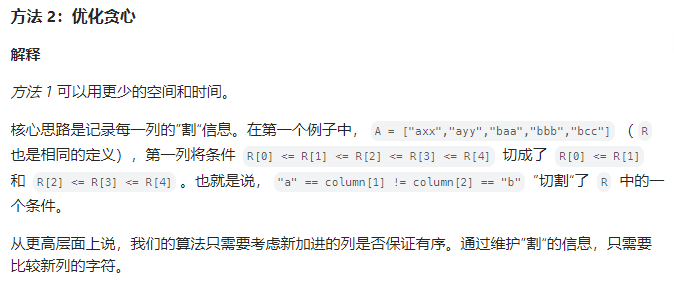 方法 2：优化贪心
解释
方法 1 可以用更少的空间和时间。
核心思路是记录每一列的”割“信息。在第一个例子中， A = ["axx","ayy","baa","bbb","bcc"] （ R
也是相同的定义），第一列将条件 R[0] <= R[1] <= R[2] <= R[3] <= R[4] 切成了 R[0] <= R[1]
和 R[2] <= R[3] <= R[4] 。也就是说， "a" == column[1] != column[2] == "b" ”切割“了 R 中的一
个条件。
从更高层面上说，我们的算法只需要考虑新加进的列是否保证有序。通过维护”割“的信息，只需要
比较新列的字符。